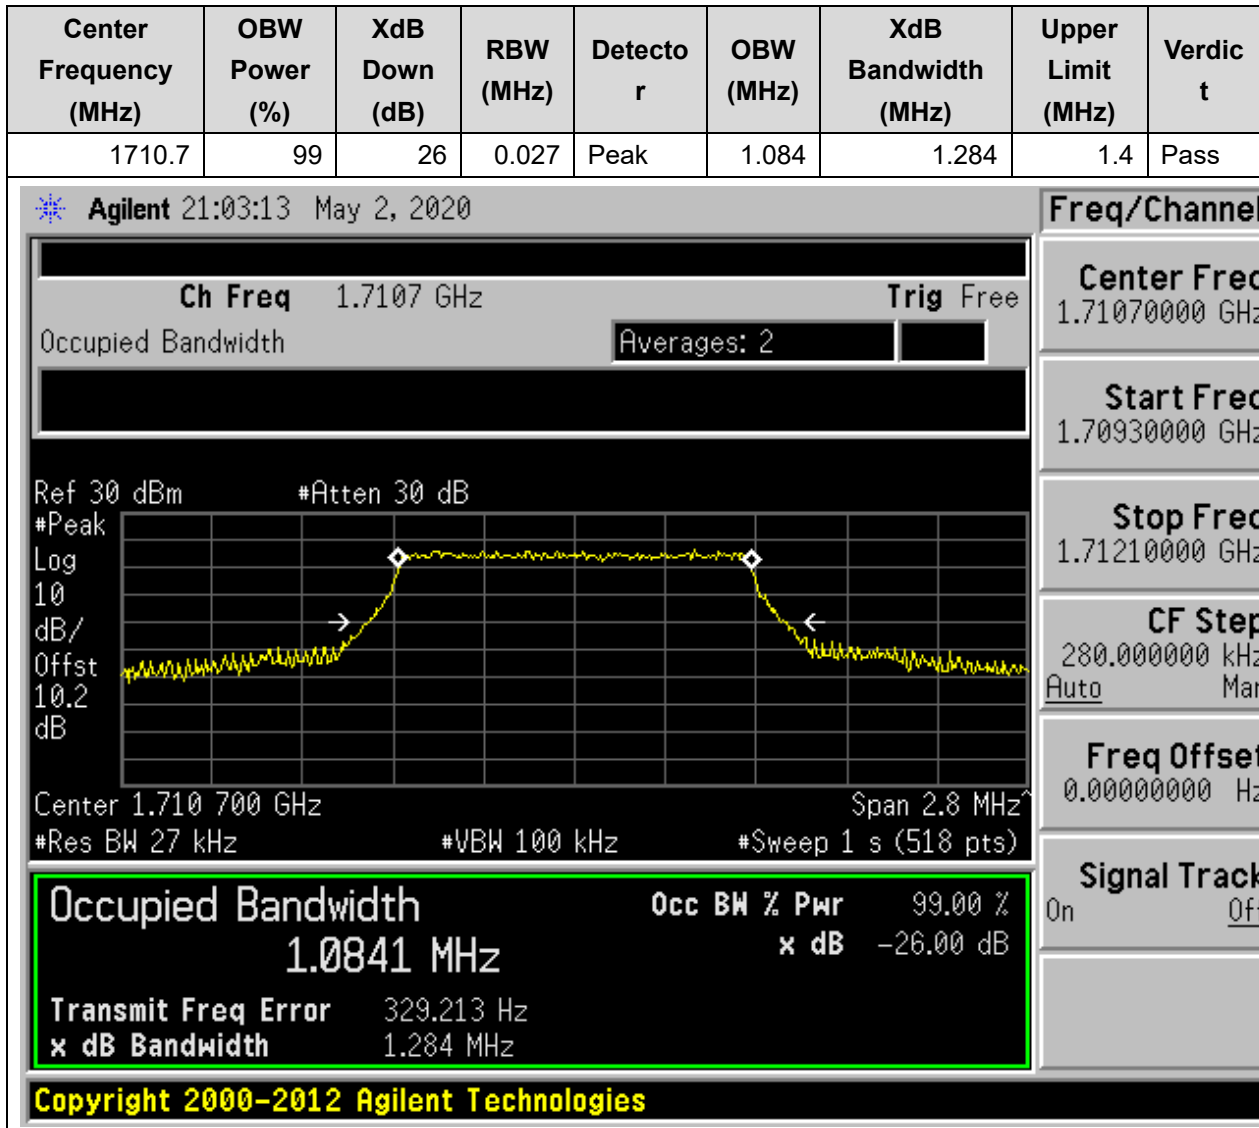 Center Frequency (MHz) OBW Power (%) XdB Down (dB) RBW (MHz) Detector OBW (MHz) XdB Bandwidth (MHz) Upper Limit (MHz) Verdict
1710.7 99 26 0.027 Peak 1.084 1.284 1.4 Pass
Agilent 21:03:13 May 2, 2020
Freq/Channel
Ch Freq 1.7107 GHz Trig Free
Occupied Bandwidth Averages: 2
Center Freq
1.71070000 GHz
Start Freq
1.70930000 GHz
Stop Freq
1.71210000 GHz
CF Step
280.000000 kHz
Auto Man
Freq Offset
0.00000000 Hz
Signal Track
On Off
Ref 30 dBm #Atten 30 dB
#Peak
Log
10
dB/
Offst
10.2
dB
Center 1.710 700 GHz Span 2.8 MHz^
#Res BW 27 kHz #VBW 100 kHz #Sweep 1 s (518 pts)
Occupied Bandwidth Occ BW % Pwr 99.00 %
1.0841 MHz x dB -26.00 dB
Transmit Freq Error 329.213 Hz
x dB Bandwidth 1.284 MHz
Copyright 2000-2012 Agilent Technologies